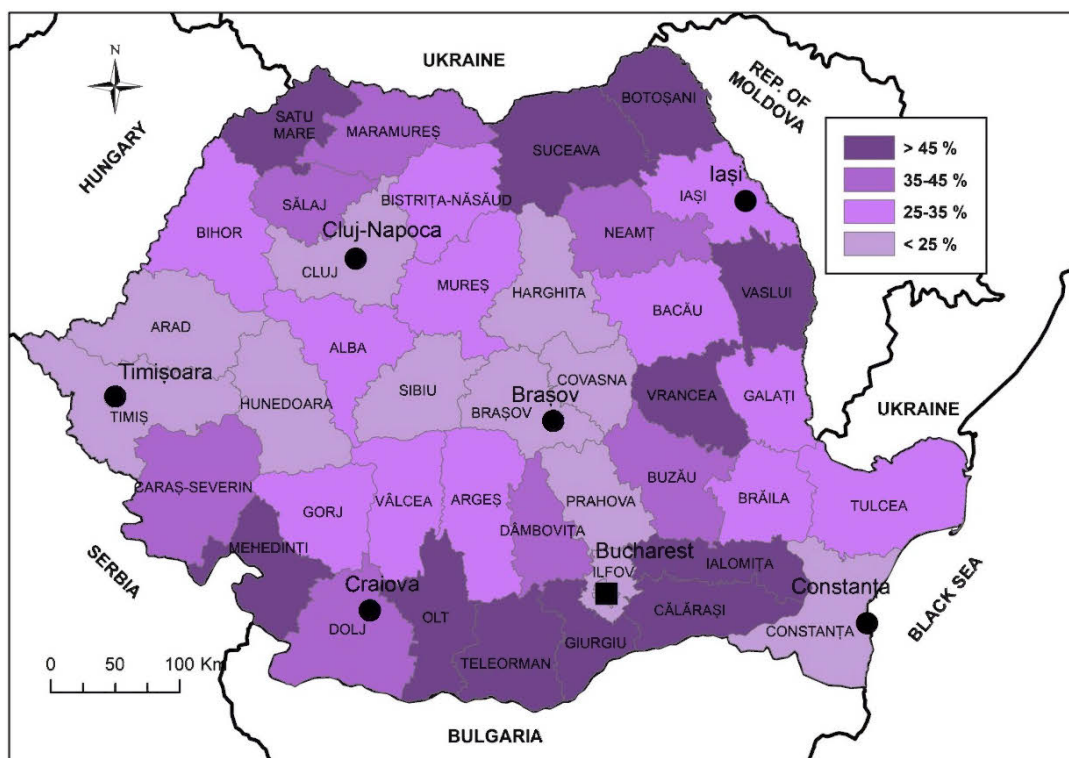 N
UKRAINE
REP. OF
MOLDOVA
HUNGARY
BOTOȘANI
SATU
MARE
MARAMUREȘ
SUCEAVA
> 45 %
35-45 %
25-35 %
< 25 %
Iași
IAȘI
SĂLAJ
BISTRIȚA-NĂSĂUD
BIHOR
NEAMȚ
Cluj-Napoca
CLUJ
MUREȘ
HARGHITA
VASLUI
BACĂU
ARAD
ALBA
Timișoara
TIMIȘ
HUNEDOARA
SIBIU
Brașov
BRAȘOV
COVASNA
VRANCEA
GALAȚI
UKRAINE
CARAȘ-SEVERIN
GORJ
VÂLCEA
ARGEȘ
DÂMBOVIȚA
PRAHOVA
BUZĂU
BRĂILA
TULCEA
MEHEDINTI
Bucharest
ILFOV
IALOMIȚA
Constanța
SERBIA
BLACK SEA
Craiova
DOLJ
OLT
CĂLĂRAȘI
CONSTANȚA
GIURGIU
TELEORMAN
0 50 100 Km
BULGARIA